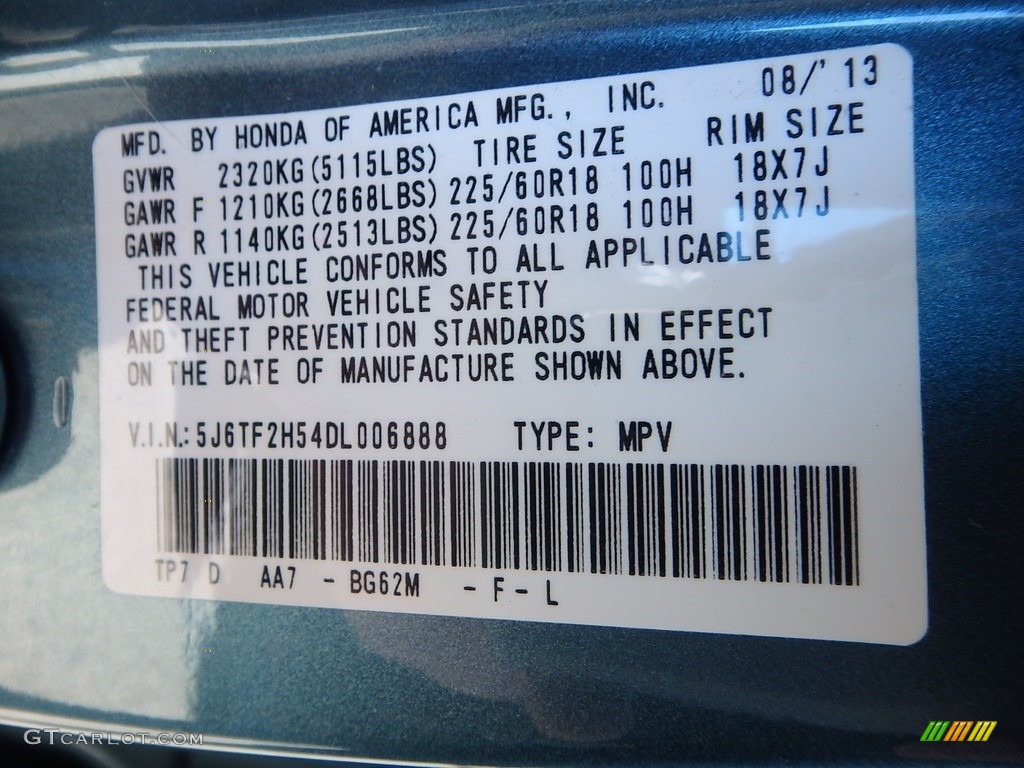 MFD. BY HONDA OF AMERICA MFG., INC. 08/'13
GVWR 2320KG(5115LBS) TIRE SIZE RIM SIZE
GAWR F 1210KG(2668LBS) 225/60R18 100H 18X7J
GAWR R 1140KG(2513LBS) 225/60R18 100H 18X7J
THIS VEHICLE CONFORMS TO ALL APPLICABLE
FEDERAL MOTOR VEHICLE SAFETY
AND THEFT PREVENTION STANDARDS IN EFFECT
ON THE DATE OF MANUFACTURE SHOWN ABOVE.
V.I.N.: 5J6TF2H54DL006888 TYPE: MPV
TP7 D AA7 - BG62M - F - L
GTCARLOT.COM